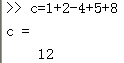 >> c=1+2-4+5+8
c =
12